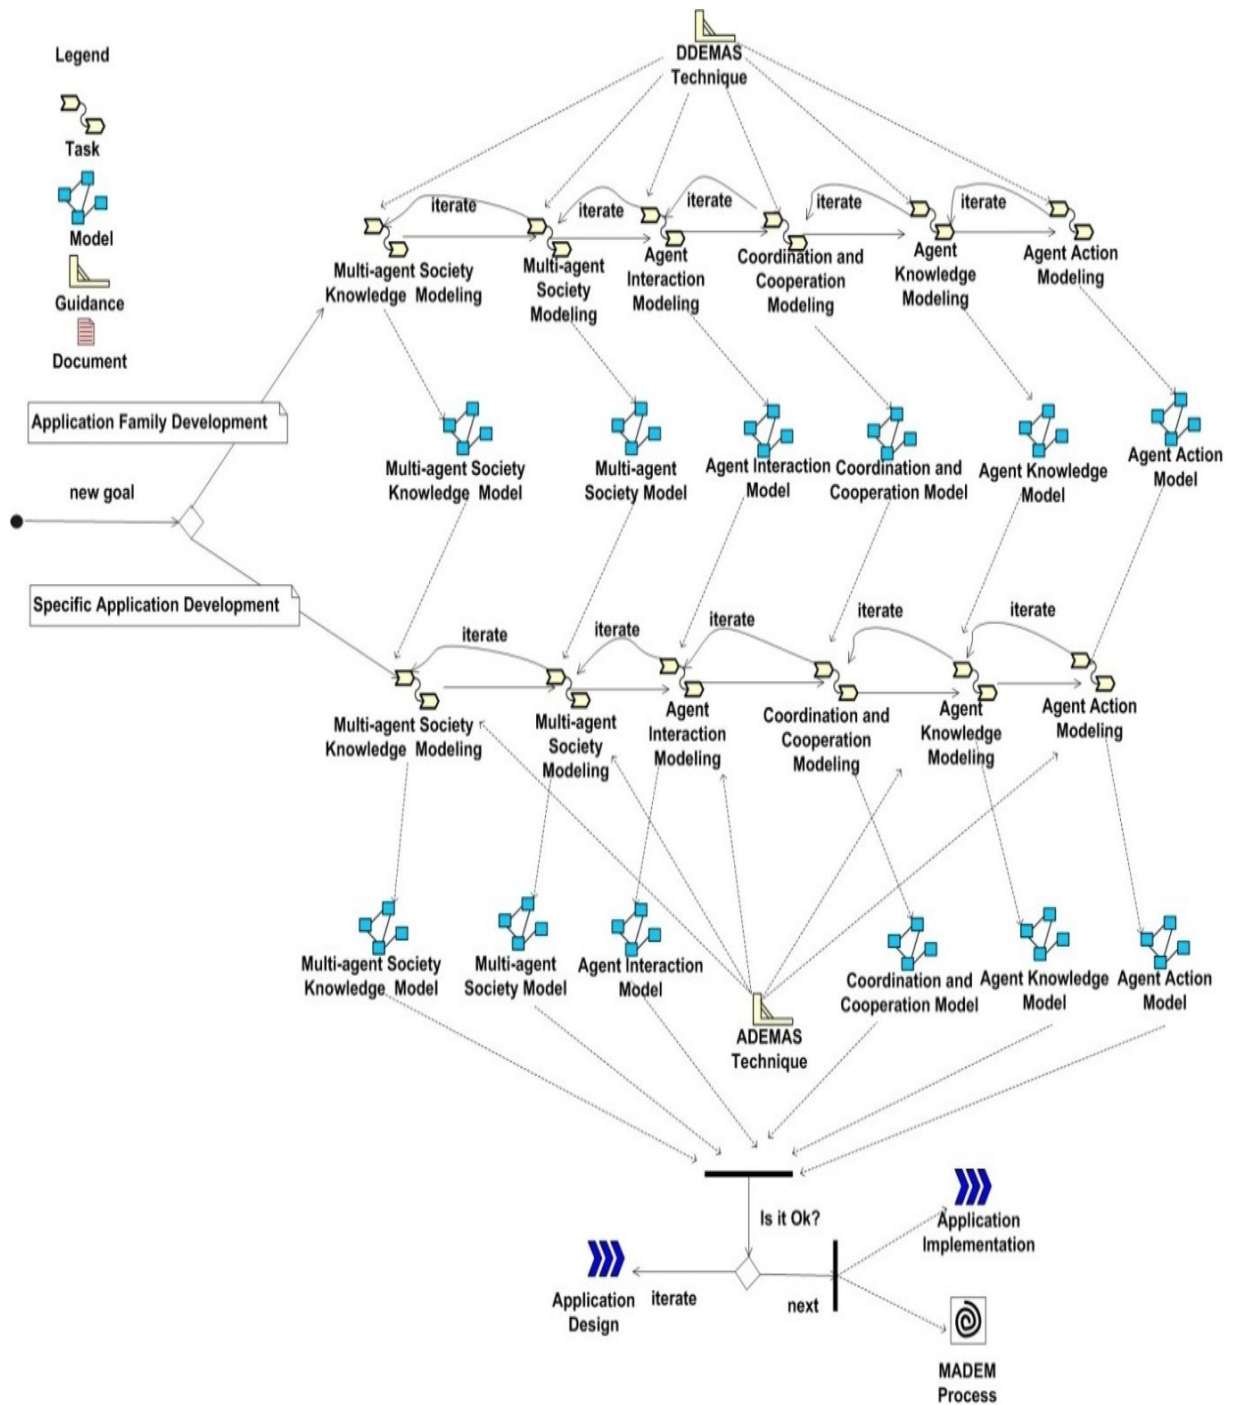 Legend
Task
Model
Guidance
Document
DDEMAS
Technique
iterate
iterate
iterate
iterate
iterate
Multi-agent Society
Knowledge Modeling
Multi-agent
Society
Modeling
Agent
Interaction
Modeling
Coordination and
Cooperation
Modeling
Agent
Knowledge
Modeling
Agent Action
Modeling
Application Family Development
new goal
Specific Application Development
Multi-agent Society
Knowledge Model
Multi-agent
Society Model
Agent Interaction
Model
Coordination and
Cooperation Model
Agent Knowledge
Model
Agent Action
Model
iterate
iterate
iterate
iterate
iterate
Multi-agent Society
Knowledge Modeling
Multi-agent
Society
Modeling
Agent
Interaction
Modeling
Coordination and
Cooperation
Modeling
Agent
Knowledge
Modeling
Agent Action
Modeling
Multi-agent Society
Knowledge Model
Multi-agent
Society Model
Agent Interaction
Model
ADEMAS
Technique
Coordination and
Cooperation Model
Agent Knowledge
Model
Agent Action
Model
Is it Ok?
Application
Design
iterate
next
Application
Implementation
MADEM
Process